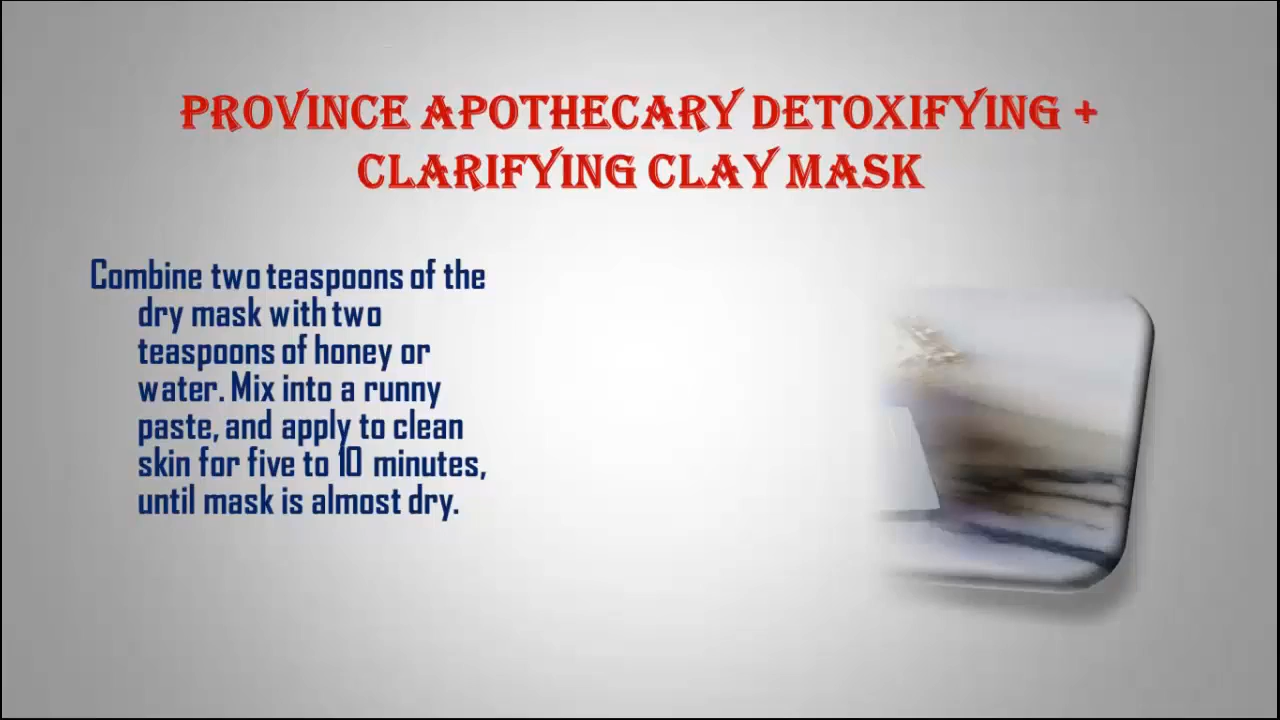 PROVINCE APOTHECARY DETOXIFYING +
CLARIFYING CLAY MASK
Combine two teaspoons of the
dry mask with two
teaspoons of honey or
water. Mix into a runny
paste, and apply to clean
skin for five to 10 minutes,
until mask is almost dry.